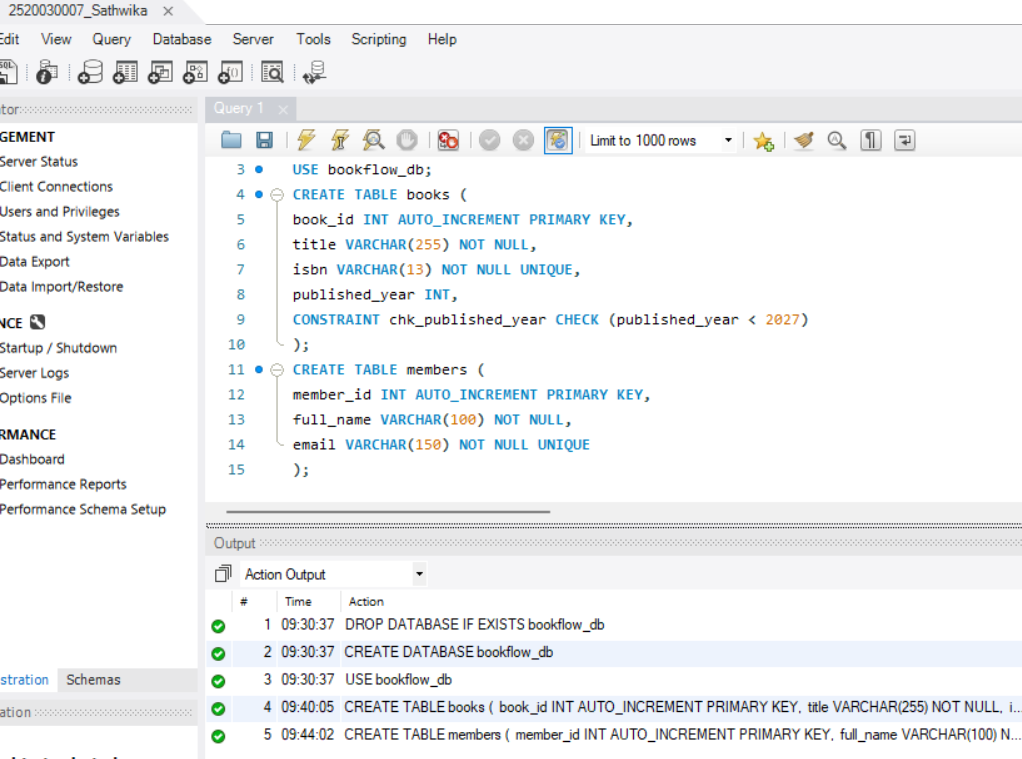 2520030007_Sathwika ×
Edit View Query Database Server Tools Scripting Help
Query 1 ×
GEMENT
Server Status
Client Connections
Users and Privileges
Status and System Variables
Data Export
Data Import/Restore
NCE
Startup / Shutdown
Server Logs
Options File
RMANCE
Dashboard
Performance Reports
Performance Schema Setup
stration Schemas
ation
Limit to 1000 rows
3 USE bookflow_db;
4 CREATE TABLE books (
5 book_id INT AUTO_INCREMENT PRIMARY KEY,
6 title VARCHAR(255) NOT NULL,
7 isbn VARCHAR(13) NOT NULL UNIQUE,
8 published_year INT,
9 CONSTRAINT chk_published_year CHECK (published_year < 2027)
10 );
11 CREATE TABLE members (
12 member_id INT AUTO_INCREMENT PRIMARY KEY,
13 full_name VARCHAR(100) NOT NULL,
14 email VARCHAR(150) NOT NULL UNIQUE
15 );
Output
Action Output
# Time Action
1 09:30:37 DROP DATABASE IF EXISTS bookflow_db
2 09:30:37 CREATE DATABASE bookflow_db
3 09:30:37 USE bookflow_db
4 09:40:05 CREATE TABLE books ( book_id INT AUTO_INCREMENT PRIMARY KEY, title VARCHAR(255) NOT NULL, i...
5 09:44:02 CREATE TABLE members ( member_id INT AUTO_INCREMENT PRIMARY KEY, full_name VARCHAR(100) N...